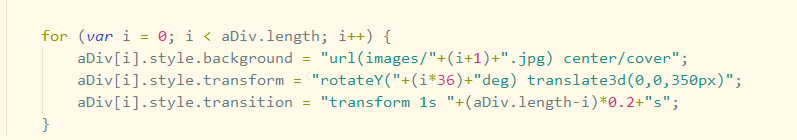 for (var i = 0; i < aDiv.length; i++) {
aDiv[i].style.background = "url(images/"+(i+1)+".jpg) center/cover";
aDiv[i].style.transform = "rotateY("+(i*36)+"deg) translate3d(0,0,350px)";
aDiv[i].style.transition = "transform 1s "+(aDiv.length-i)*0.2+"s";
}